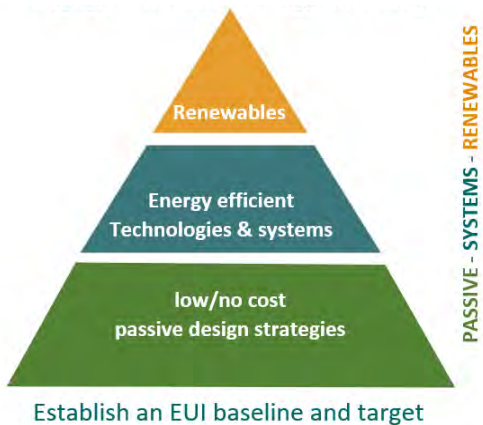 Renewables
Energy efficient
Technologies & systems
low/no cost
passive design strategies
Establish an EUI baseline and target
PASSIVE - SYSTEMS - RENEWABLES